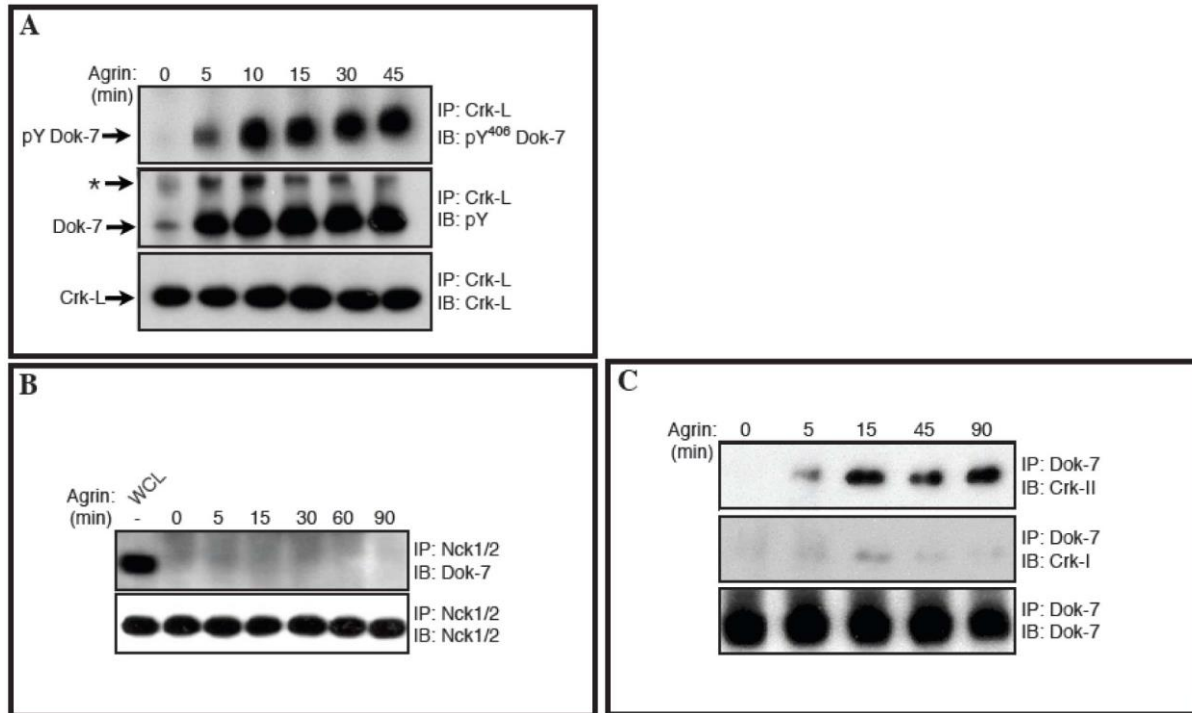 A
Agrin: 0 5 10 15 30 45
(min)
pY Dok-7
IP: Crk-L
IB: pY⁴⁰⁶ Dok-7
*
Dok-7
IP: Crk-L
IB: pY
Crk-L
IP: Crk-L
IB: Crk-L
B
WCL
Agrin:
(min) - 0 5 15 30 60 90
IP: Nck1/2
IB: Dok-7
IP: Nck1/2
IB: Nck1/2
C
Agrin: 0 5 15 45 90
(min)
IP: Dok-7
IB: Crk-II
IP: Dok-7
IB: Crk-I
IP: Dok-7
IB: Dok-7